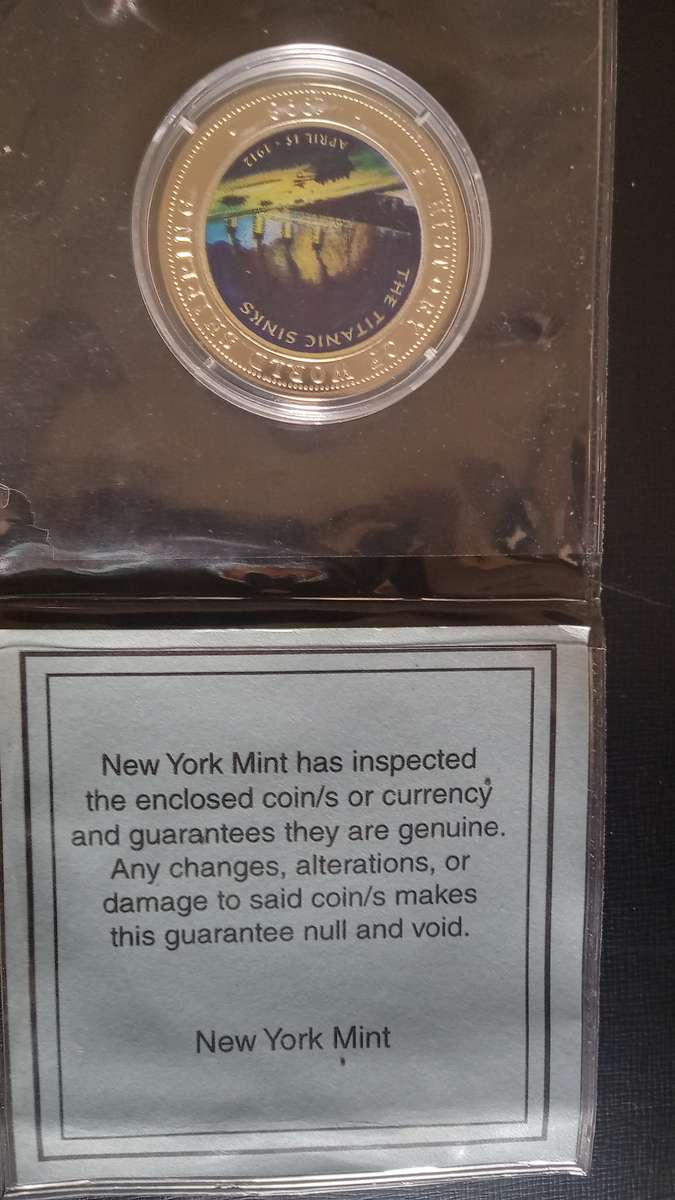 HISTORY OF WORLD SHIPPING
THE TITANIC SINKS
APRIL 15 · 1912
New York Mint has inspected
the enclosed coin/s or currency
and guarantees they are genuine.
Any changes, alterations, or
damage to said coin/s makes
this guarantee null and void.
New York Mint